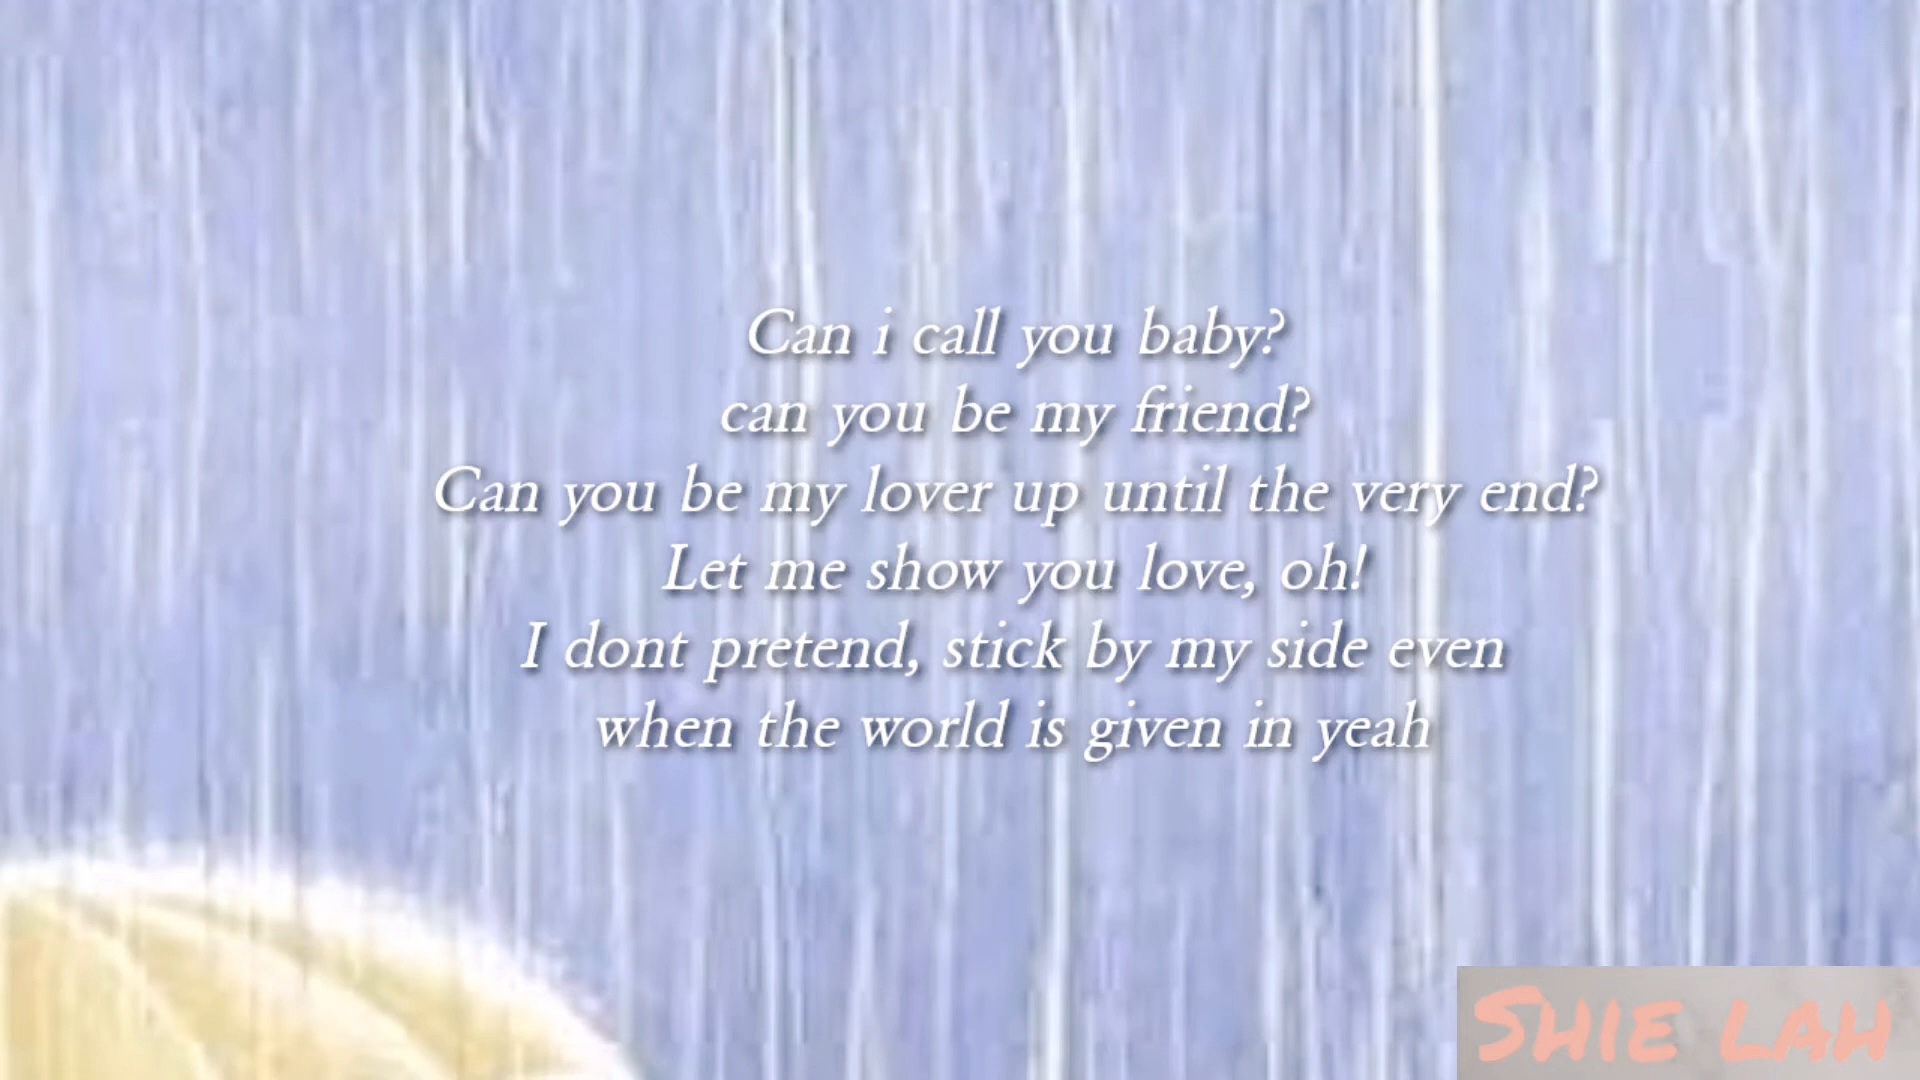 Can i call you baby?
can you be my friend?
Can you be my lover up until the very end?
Let me show you love, oh!
I dont pretend, stick by my side even
when the world is given in yeah
SHIE LAH